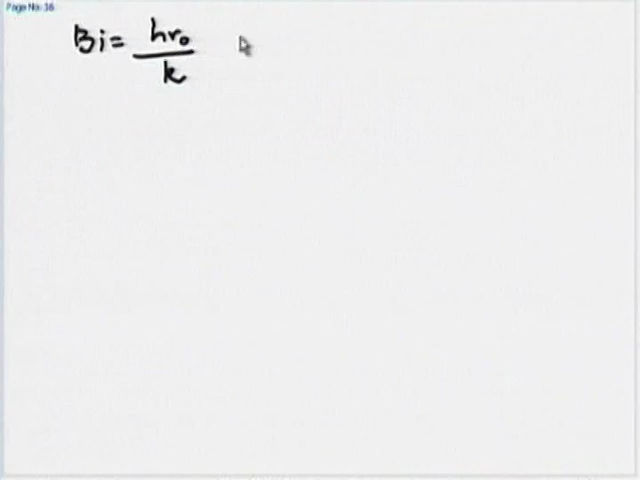 Page No-36
Bi = hr₀/k